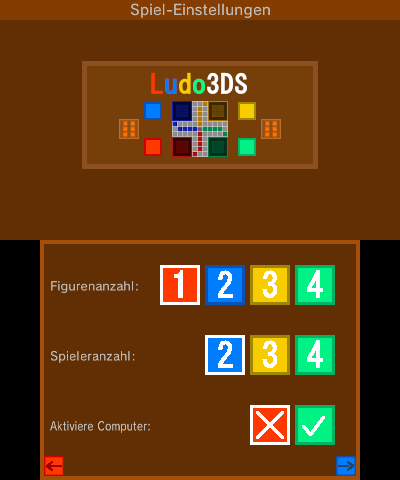 Spiel-Einstellungen
Ludo3DS
Figurenanzahl: 1 2 3 4
Spieleranzahl: 2 3 4
Aktiviere Computer: